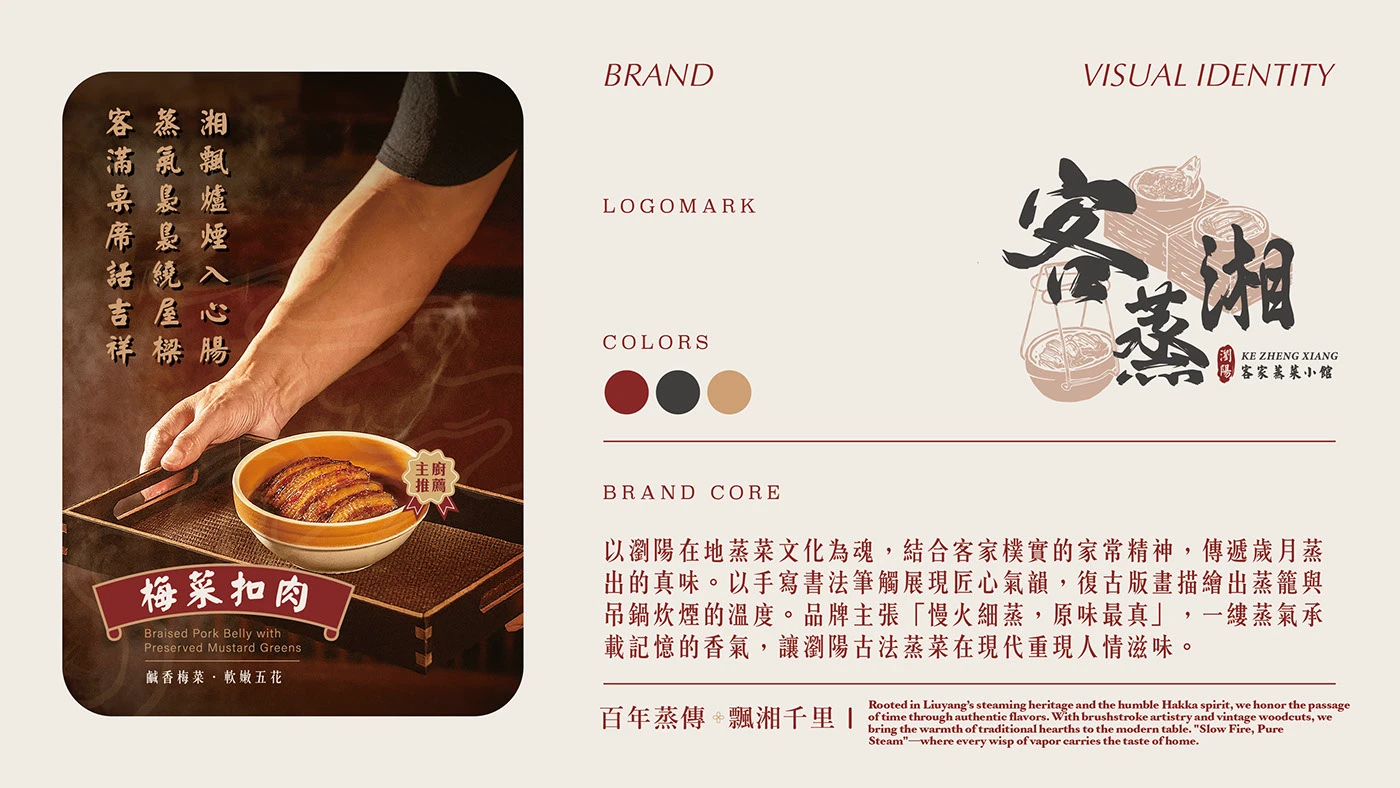 湘飄爐煙入心腸
蒸氣裊裊繞屋樑
客滿桌席話吉祥
主廚
推薦
梅菜扣肉
Braised Pork Belly with
Preserved Mustard Greens
鹹香梅菜·軟嫩五花
BRAND
VISUAL IDENTITY
LOGOMARK
客蒸湘
瀏陽
KE ZHENG XIANG
客家蒸菜小館
COLORS
BRAND CORE
以瀏陽在地蒸菜文化為魂，結合客家樸實的家常精神，傳遞歲月蒸
出的真味。以手寫書法筆觸展現匠心氣韻，復古版畫描繪出蒸籠與
吊鍋炊煙的溫度。品牌主張「慢火細蒸，原味最真」，一縷蒸氣承
載記憶的香氣，讓瀏陽古法蒸菜在現代重現人情滋味。
百年蒸傳 飄湘千里
Rooted in Liuyang's steaming heritage and the humble Hakka spirit, we honor the passage
of time through authentic flavors. With brushstroke artistry and vintage woodcuts, we
bring the warmth of traditional hearths to the modern table. "Slow Fire, Pure
Steam"—where every wisp of vapor carries the taste of home.